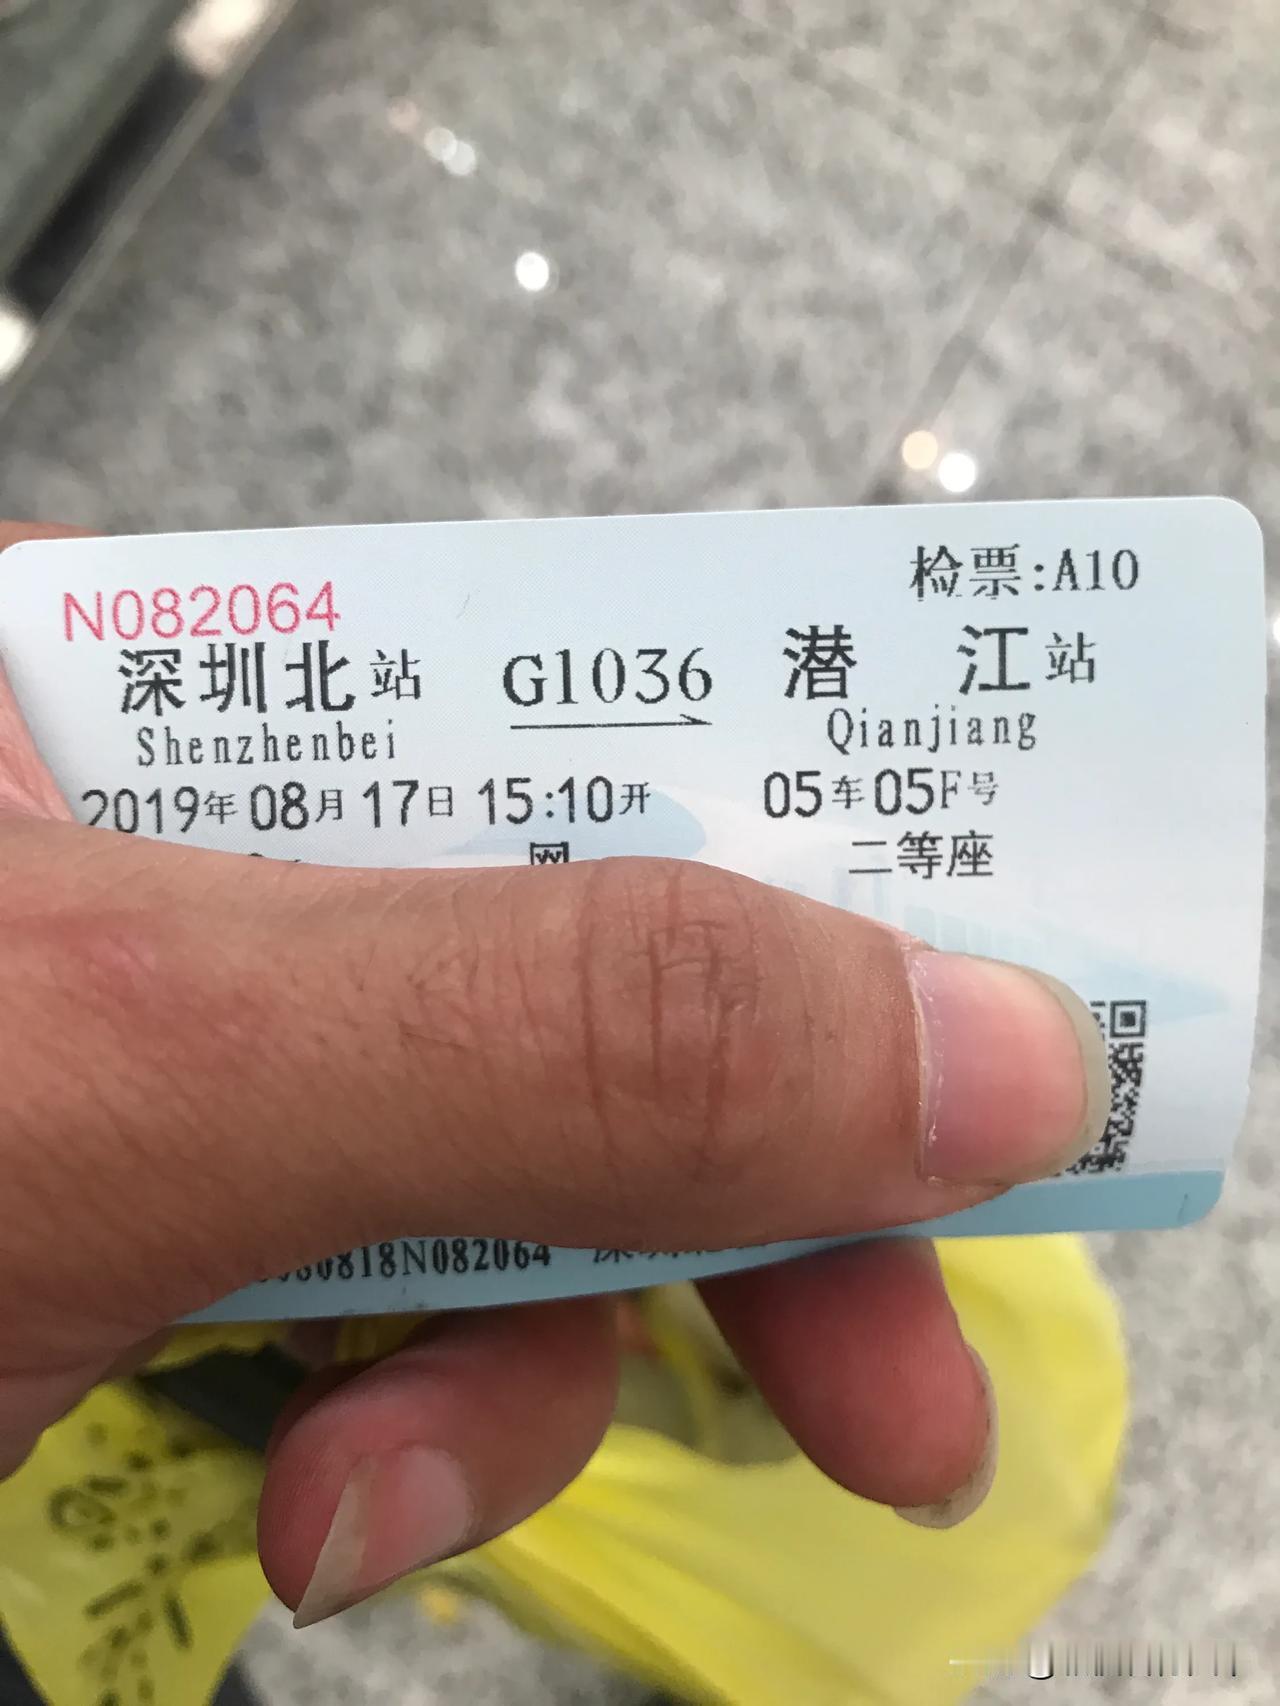 检票:A10
N082064
深圳北站 G1036 潜江站
Shenzhenbei Qianjiang
2019年08月17日 15:10开 05车05F号
网 二等座
0818N082064